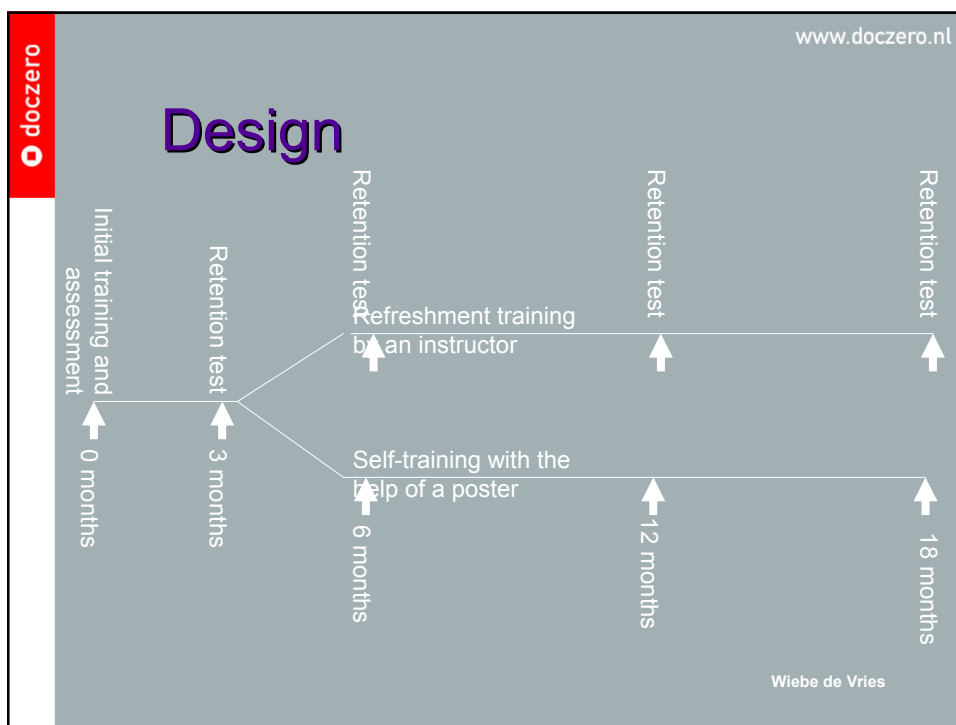 doczero
www.doczero.nl
Design
Initial training and
assessment
Retention test
Retention test
Retention test
Retention test
Refreshment training
by an instructor
Self-training with the
help of a poster
0 months
3 months
6 months
12 months
18 months
Wiebe de Vries